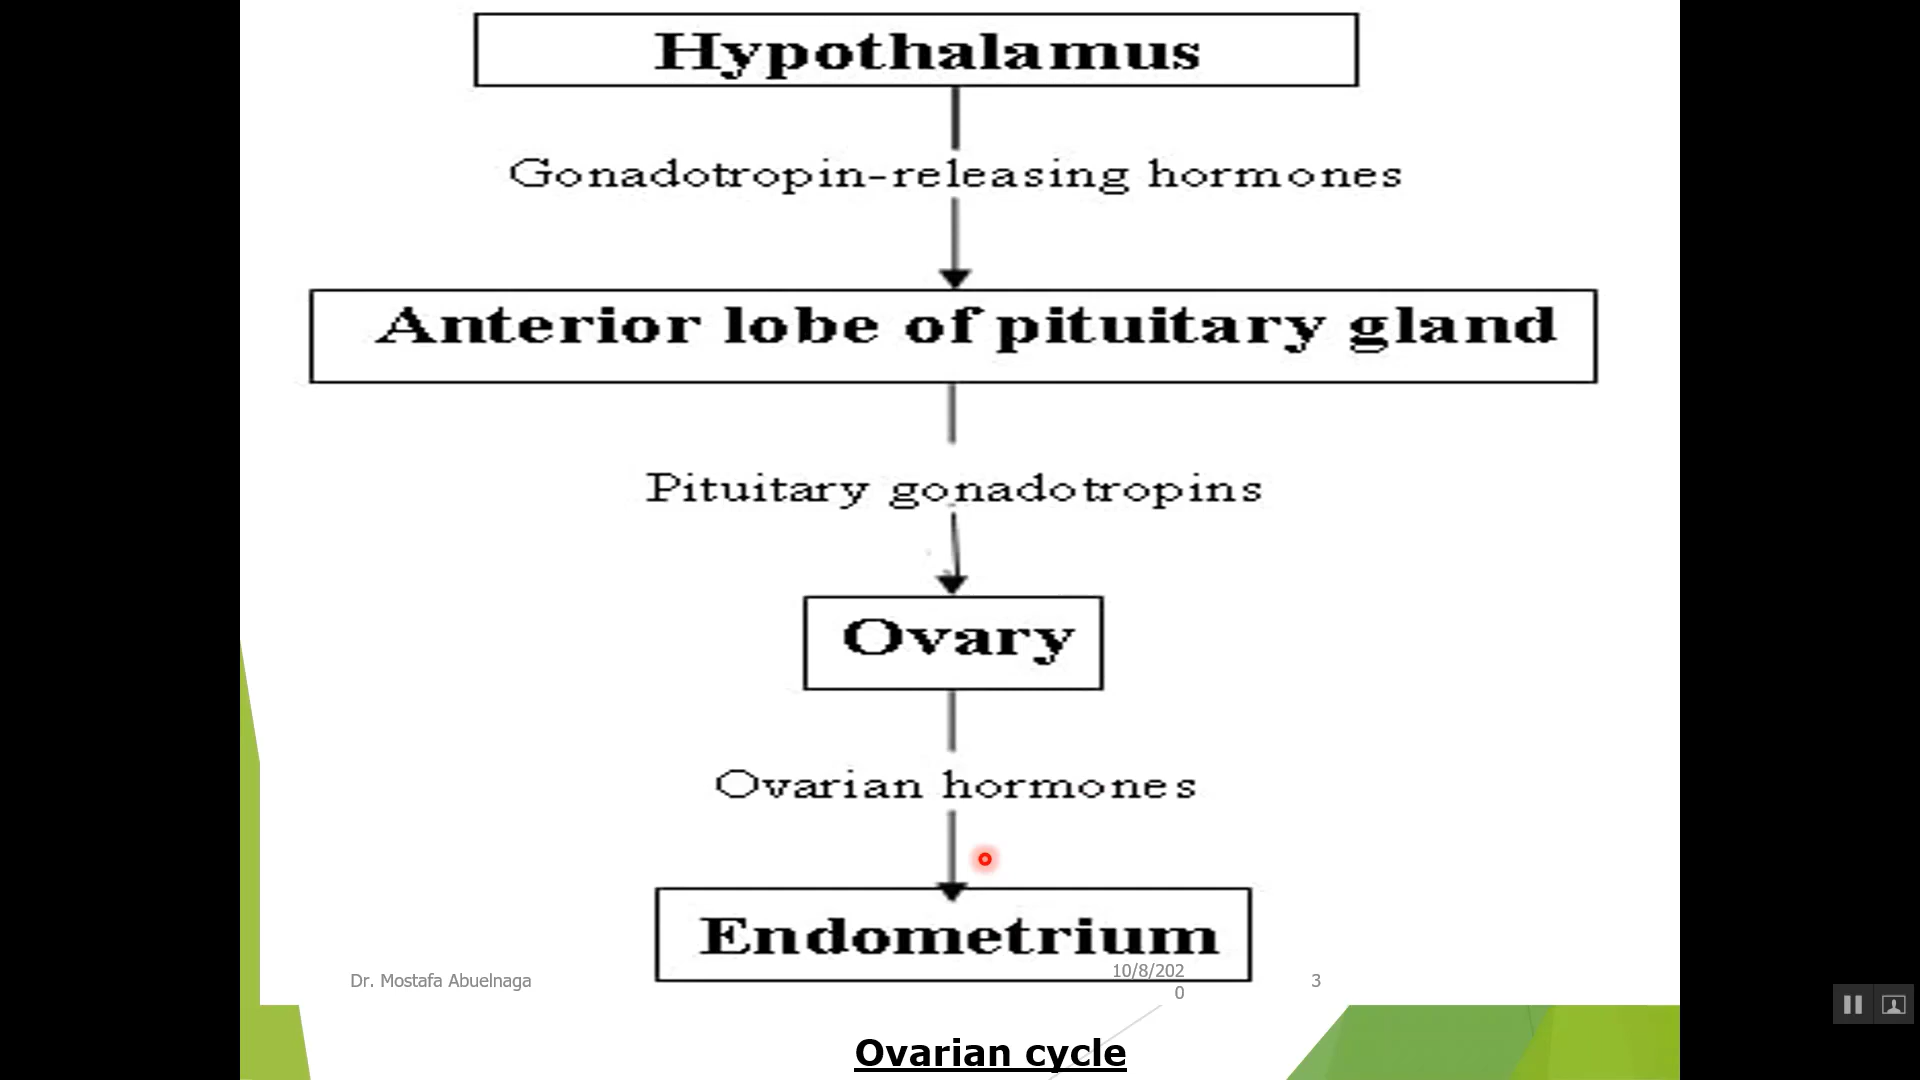 Hypothalamus
Gonadotropin-releasing hormones
Anterior lobe of pituitary gland
Pituitary gonadotropins
Ovary
Ovarian hormones
Endometrium
Dr. Mostafa Abuelnaga
10/8/202
0
3
Ovarian cycle